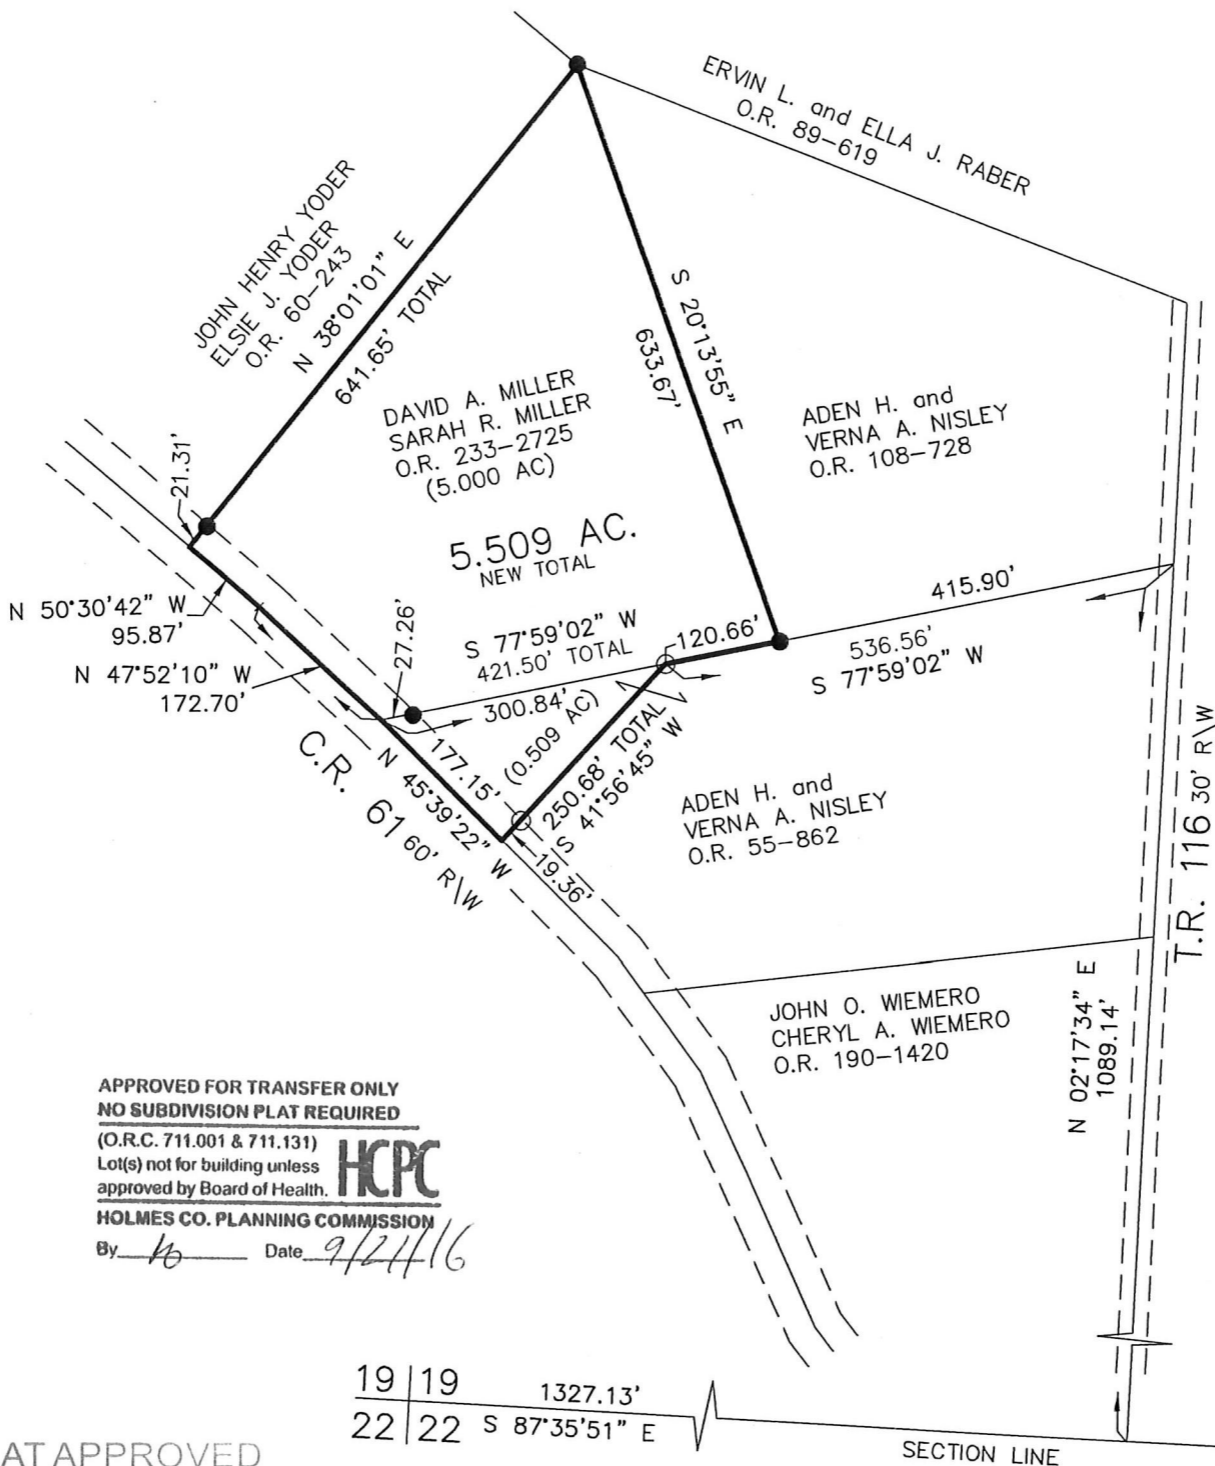 ERVIN L. and ELLA J. RABER
O.R. 89-619
JOHN HENRY YODER
ELSIE J. YODER
O.R. 60-243
N 38°01'01" E
641.65' TOTAL
S 20°13'55" E
633.67'
DAVID A. MILLER
SARAH R. MILLER
O.R. 233-2725
(5.000 AC)
5.509 AC.
NEW TOTAL
ADEN H. and
VERNA A. NISLEY
O.R. 108-728
21.31'
N 50°30'42" W
95.87'
N 47°52'10" W
172.70'
27.26'
S 77°59'02" W
421.50' TOTAL
120.66'
415.90'
536.56'
S 77°59'02" W
300.84'
(0.509 AC)
177.15'
N 45°39'22" W
250.68' TOTAL
S 41°56'45" W
19.36'
C.R. 61 60' R\W
ADEN H. and
VERNA A. NISLEY
O.R. 55-862
T.R. 116 30' R\W
JOHN O. WIEMERO
CHERYL A. WIEMERO
O.R. 190-1420
N 02°17'34" E
1089.14'
APPROVED FOR TRANSFER ONLY
NO SUBDIVISION PLAT REQUIRED
(O.R.C. 711.001 & 711.131)
Lot(s) not for building unless
approved by Board of Health.
HCPC
HOLMES CO. PLANNING COMMISSION
By Date 9/21/16
19 19 1327.13'
22 22 S 87°35'51" E
SECTION LINE
AT APPROVED